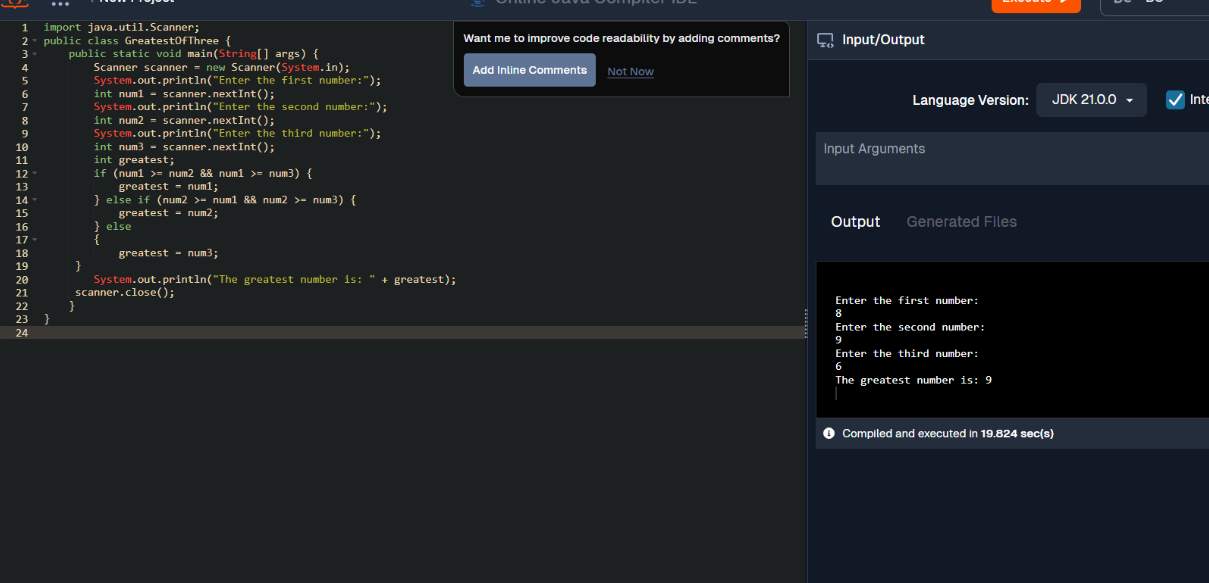 New Project
Online Java Compiler IDE
Execute
1 import java.util.Scanner;
2 public class GreatestOfThree {
3     public static void main(String[] args) {
4         Scanner scanner = new Scanner(System.in);
5         System.out.println("Enter the first number:");
6         int num1 = scanner.nextInt();
7         System.out.println("Enter the second number:");
8         int num2 = scanner.nextInt();
9         System.out.println("Enter the third number:");
10         int num3 = scanner.nextInt();
11         int greatest;
12         if (num1 >= num2 && num1 >= num3) {
13             greatest = num1;
14         } else if (num2 >= num1 && num2 >= num3) {
15             greatest = num2;
16         } else
17         {
18             greatest = num3;
19      }
20         System.out.println("The greatest number is: " + greatest);
21      scanner.close();
22     }
23 }
24
Want me to improve code readability by adding comments?
Add Inline Comments Not Now
Input/Output
Language Version: JDK 21.0.0 Inte
Input Arguments
Output Generated Files
Enter the first number:
8
Enter the second number:
9
Enter the third number:
6
The greatest number is: 9
Compiled and executed in 19.824 sec(s)